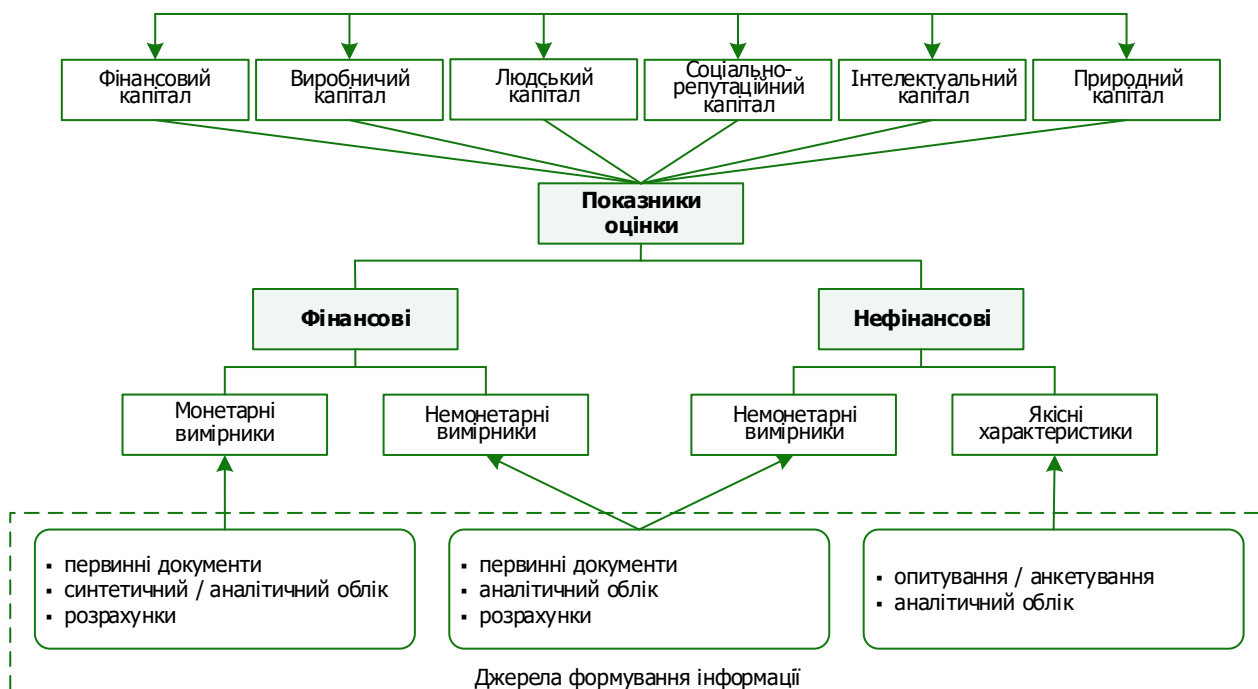 Фінансовий
капітал
Виробничий
капітал
Людський
капітал
Соціально-
репутаційний
капітал
Інтелектуальний
капітал
Природний
капітал
Показники
оцінки
Фінансові
Нефінансові
Монетарні
вимірники
Немонетарні
вимірники
Немонетарні
вимірники
Якісні
характеристики
▪ первинні документи
▪ синтетичний / аналітичний облік
▪ розрахунки
▪ первинні документи
▪ аналітичний облік
▪ розрахунки
▪ опитування / анкетування
▪ аналітичний облік
Джерела формування інформації